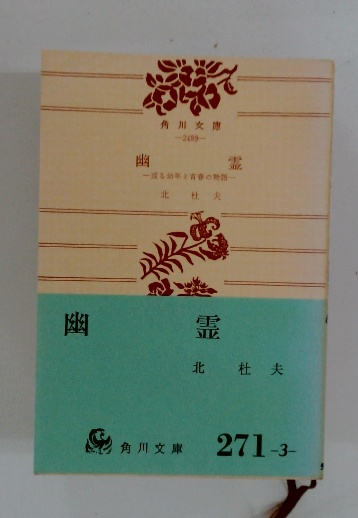 角川文庫
—2489—
幽霊
—或る幼年と青春の物語—
北杜夫
幽霊
北杜夫
角川文庫 271-3-